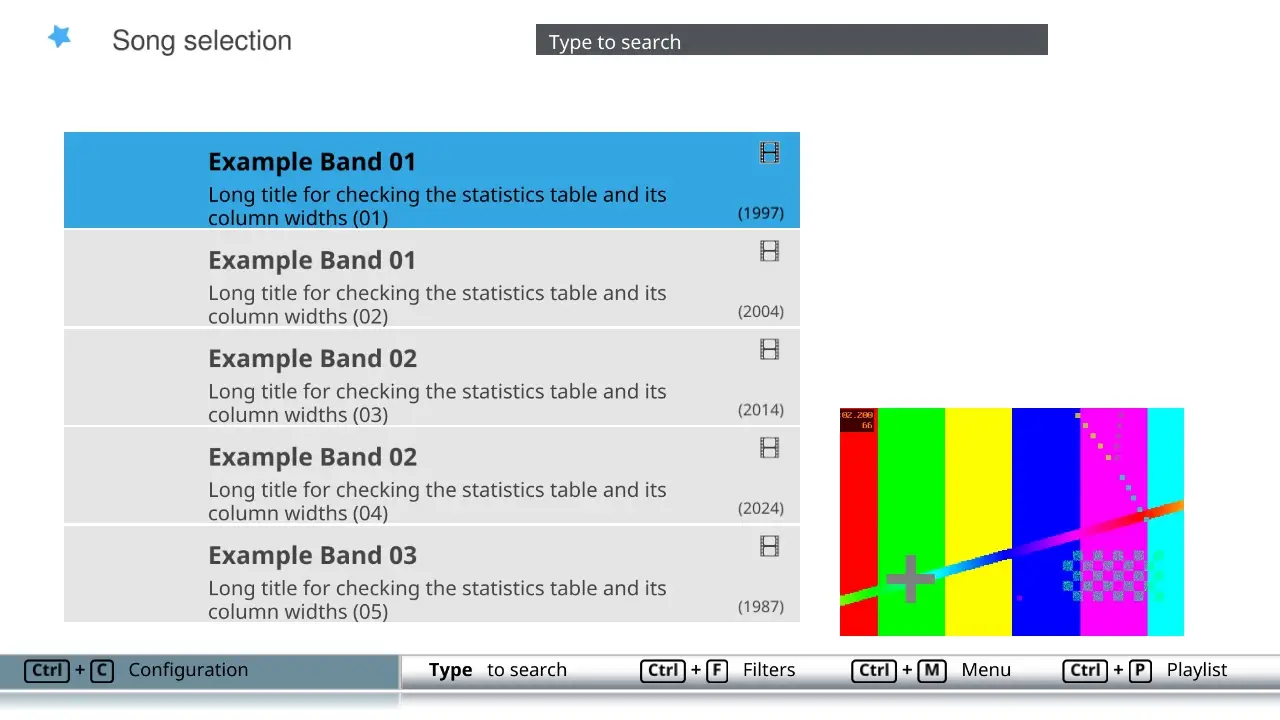 Song selection
Type to search
Example Band 01
Long title for checking the statistics table and its
column widths (01)
(1997)
Example Band 01
Long title for checking the statistics table and its
column widths (02)
(2004)
Example Band 02
Long title for checking the statistics table and its
column widths (03)
(2014)
Example Band 02
Long title for checking the statistics table and its
column widths (04)
(2024)
Example Band 03
Long title for checking the statistics table and its
column widths (05)
(1987)
02.200
66
Ctrl + C Configuration Type to search Ctrl + F Filters Ctrl + M Menu Ctrl + P Playlist